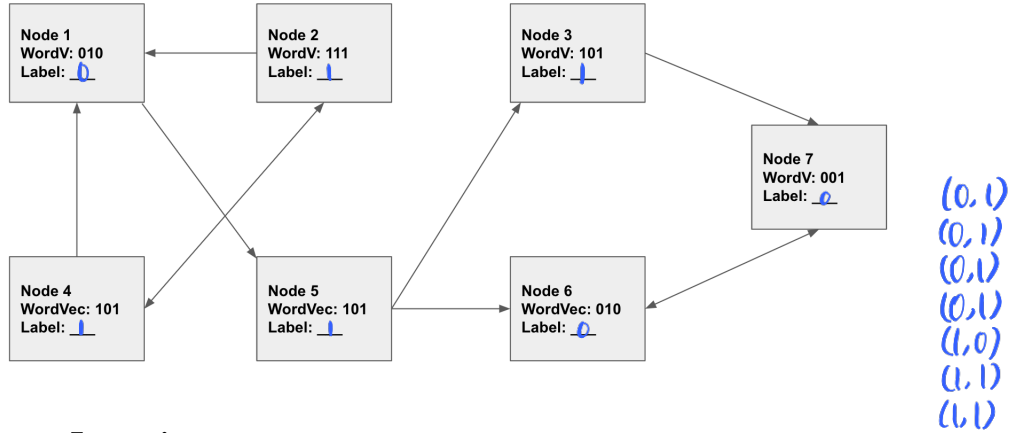 Node 1
WordV: 010
Label: 0
Node 2
WordV: 111
Label: 1
Node 3
WordV: 101
Label: 1
Node 7
WordV: 001
Label: 0
Node 4
WordVec: 101
Label: 1
Node 5
WordVec: 101
Label: 1
Node 6
WordVec: 010
Label: 0
(0,1)
(0,1)
(0,1)
(0,1)
(1,0)
(1,1)
(1,1)